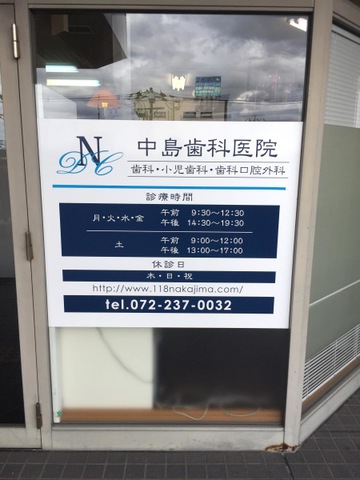 NDC
中島歯科医院
歯科・小児歯科・歯科口腔外科
診療時間
月・火・水・金 午前 9:30～12:30
午後 14:30～19:30
土 午前 9:00～12:00
午後 13:00～17:00
休診日
木・日・祝
http://www.118nakajima.com/
tel.072-237-0032